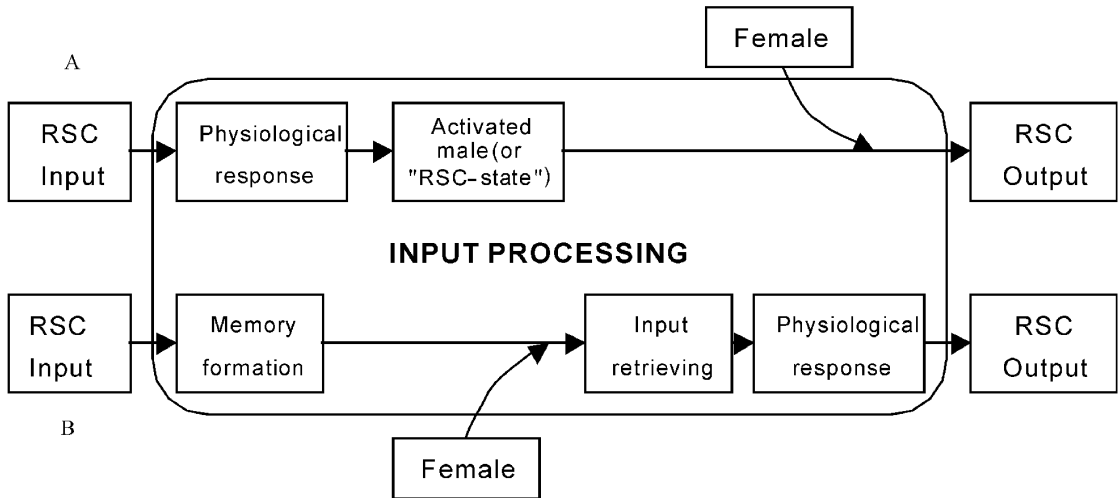 Female
A
RSC
Input
Physiological
response
Activated
male(or
"RSC-state")
RSC
Output
INPUT PROCESSING
RSC
Input
Memory
formation
Input
retrieving
Physiological
response
RSC
Output
B
Female